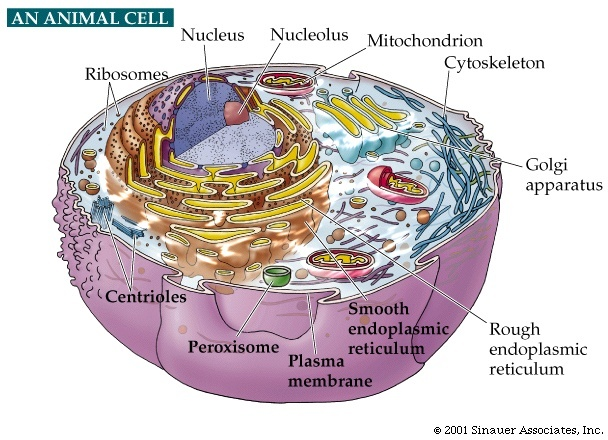 AN ANIMAL CELL
Nucleus
Nucleolus
Mitochondrion
Cytoskeleton
Ribosomes
Golgi
apparatus
Centrioles
Peroxisome
Plasma
membrane
Smooth
endoplasmic
reticulum
Rough
endoplasmic
reticulum
© 2001 Sinauer Associates, Inc.